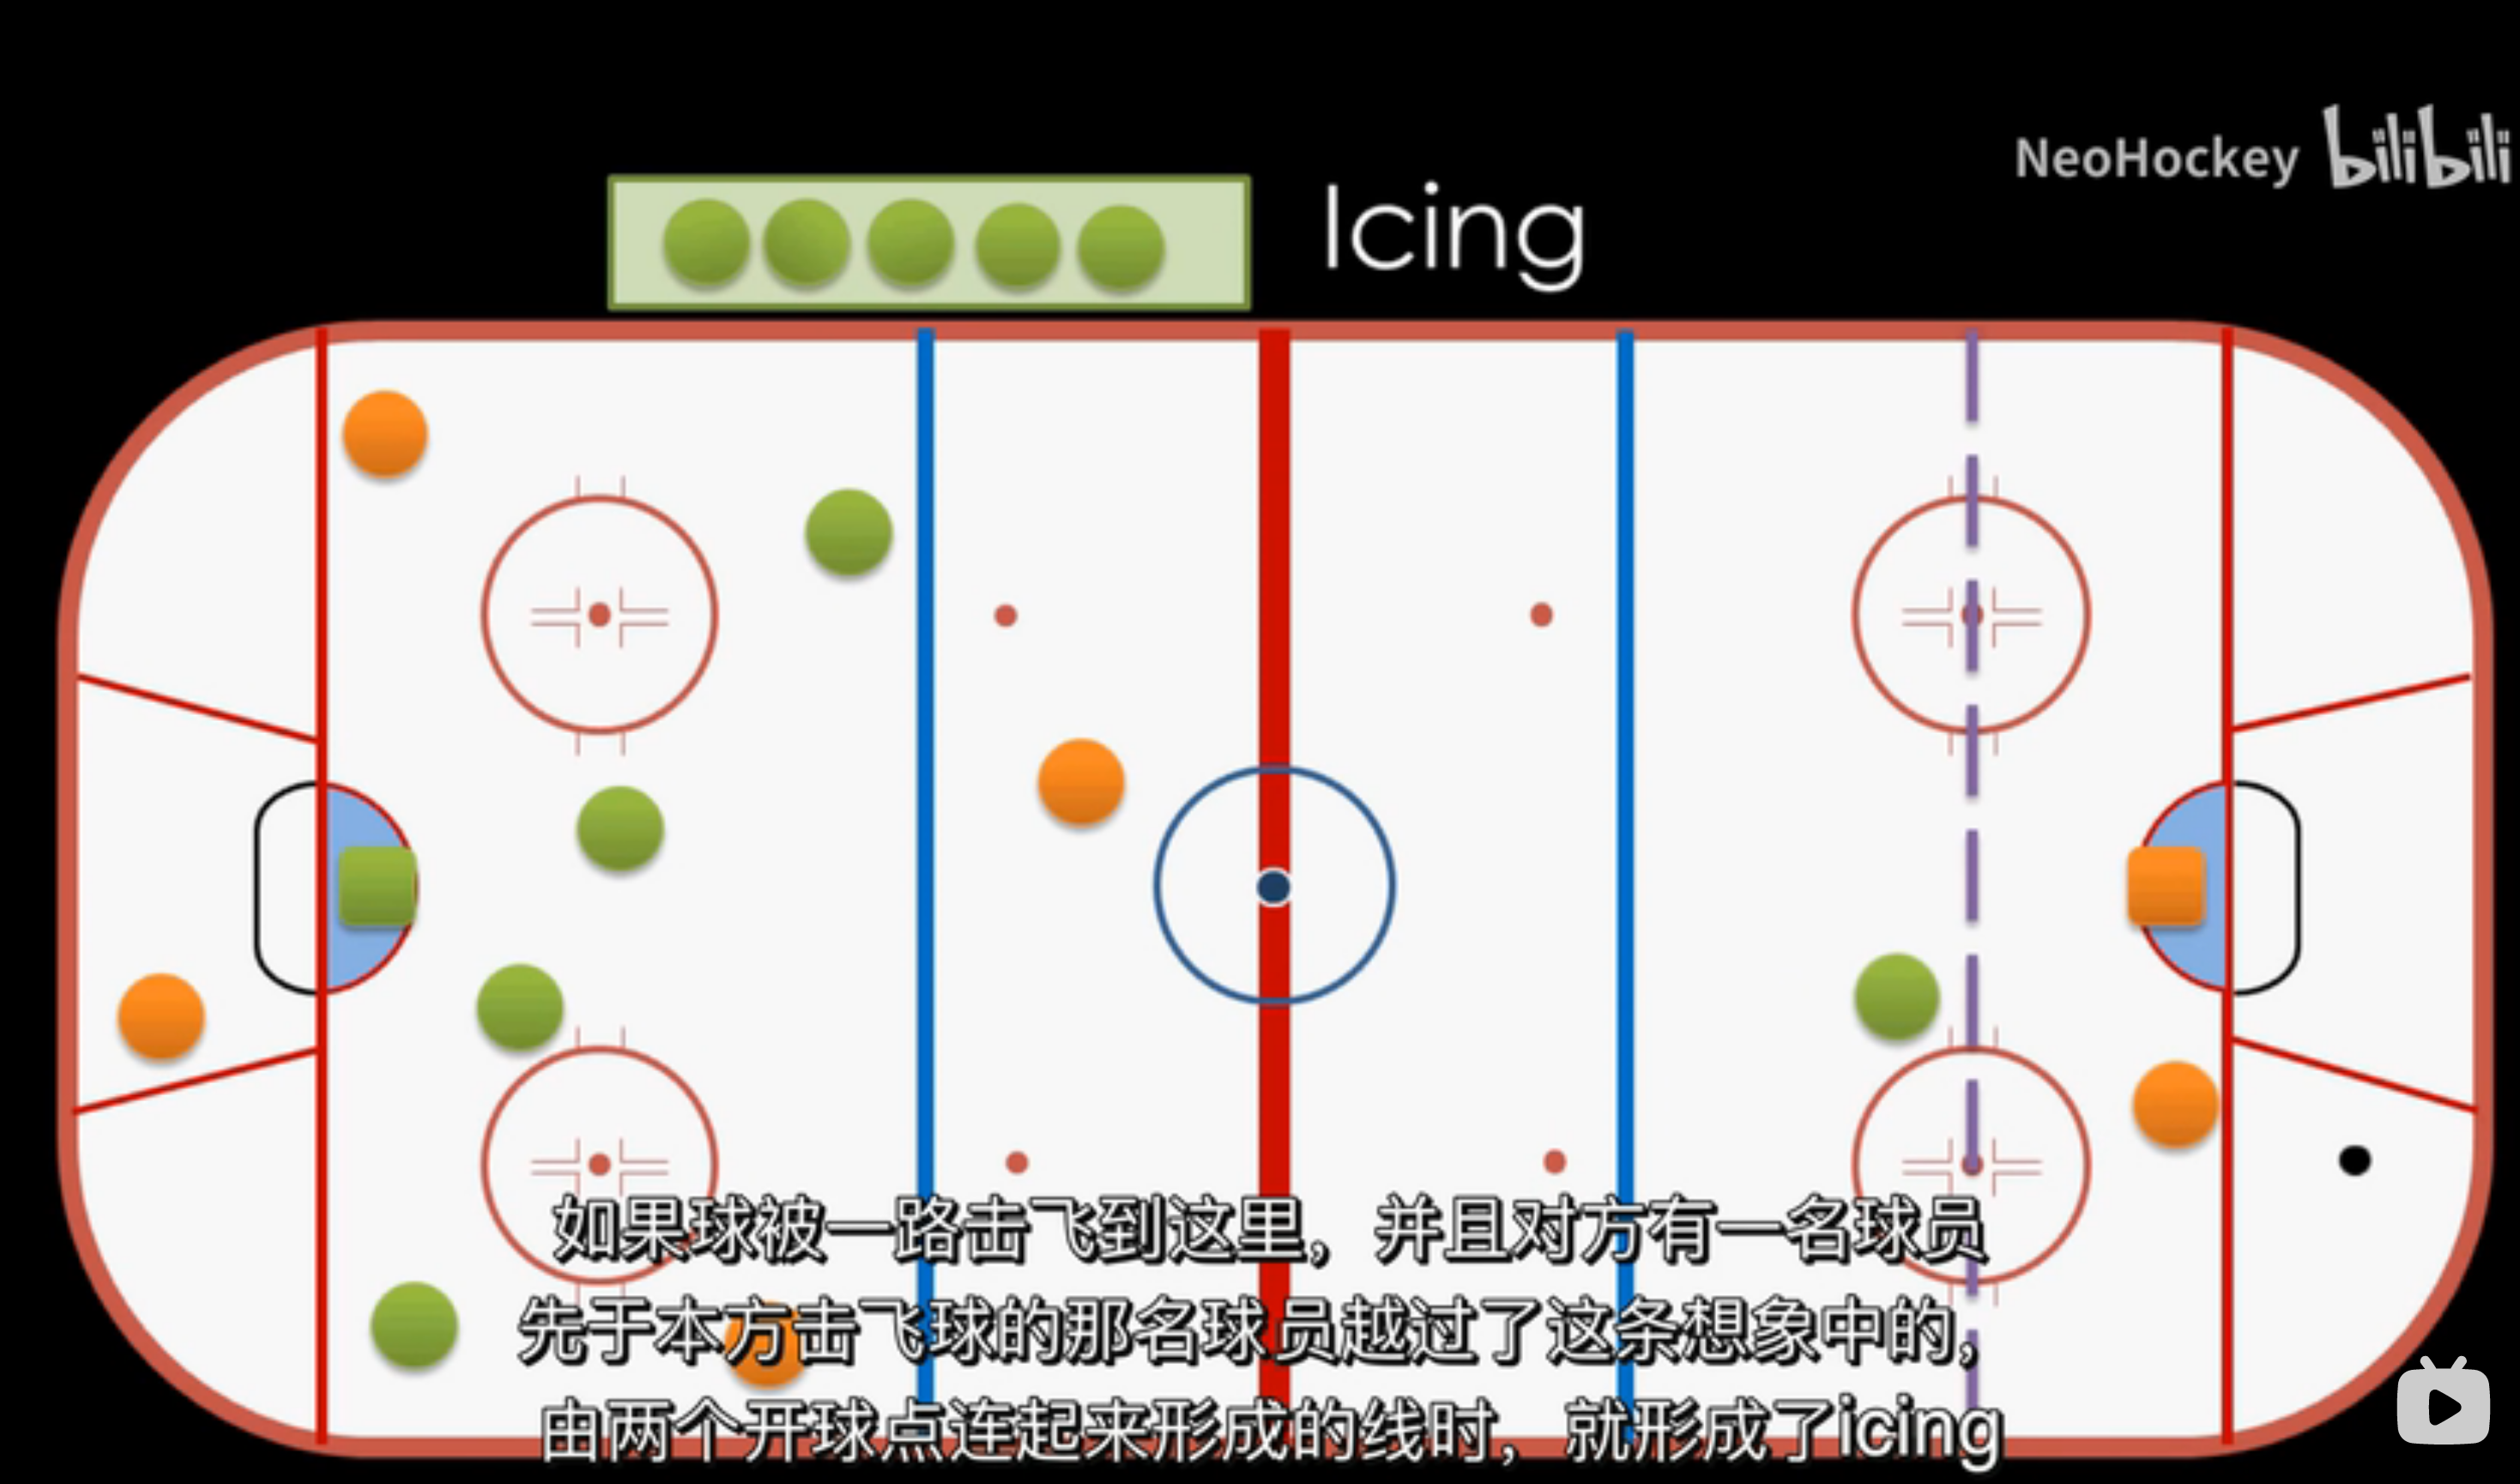 NeoHockey bilibili
Icing
如果球被一路击飞到这里，并且对方有一名球员
先于本方击飞球的那名球员越过了这条想象中的，
由两个开球点连起来形成的线时，就形成了icing